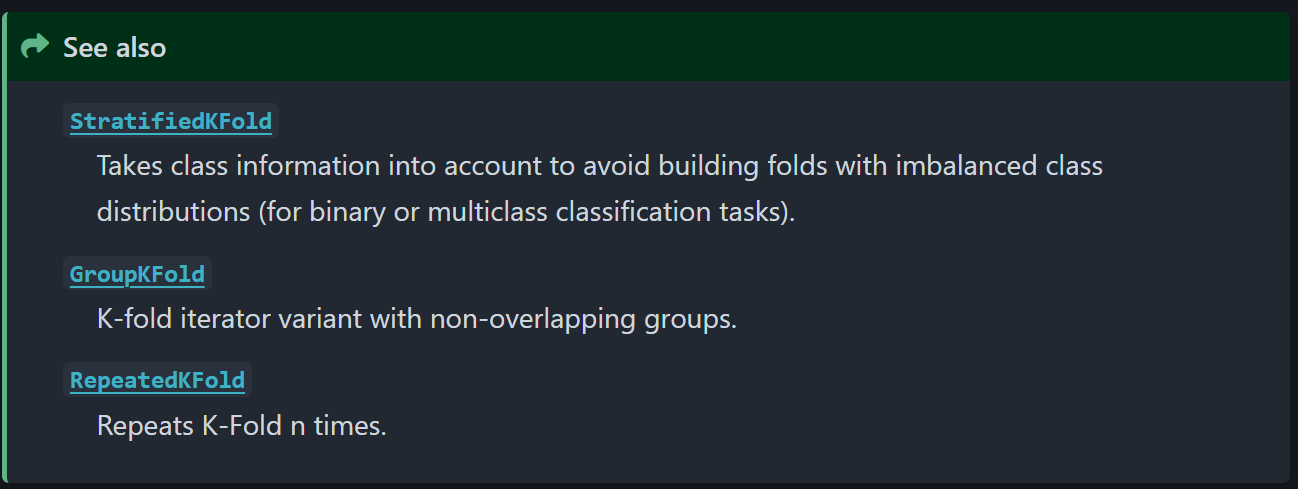 See also
StratifiedKFold
Takes class information into account to avoid building folds with imbalanced class
distributions (for binary or multiclass classification tasks).
GroupKFold
K-fold iterator variant with non-overlapping groups.
RepeatedKFold
Repeats K-Fold n times.